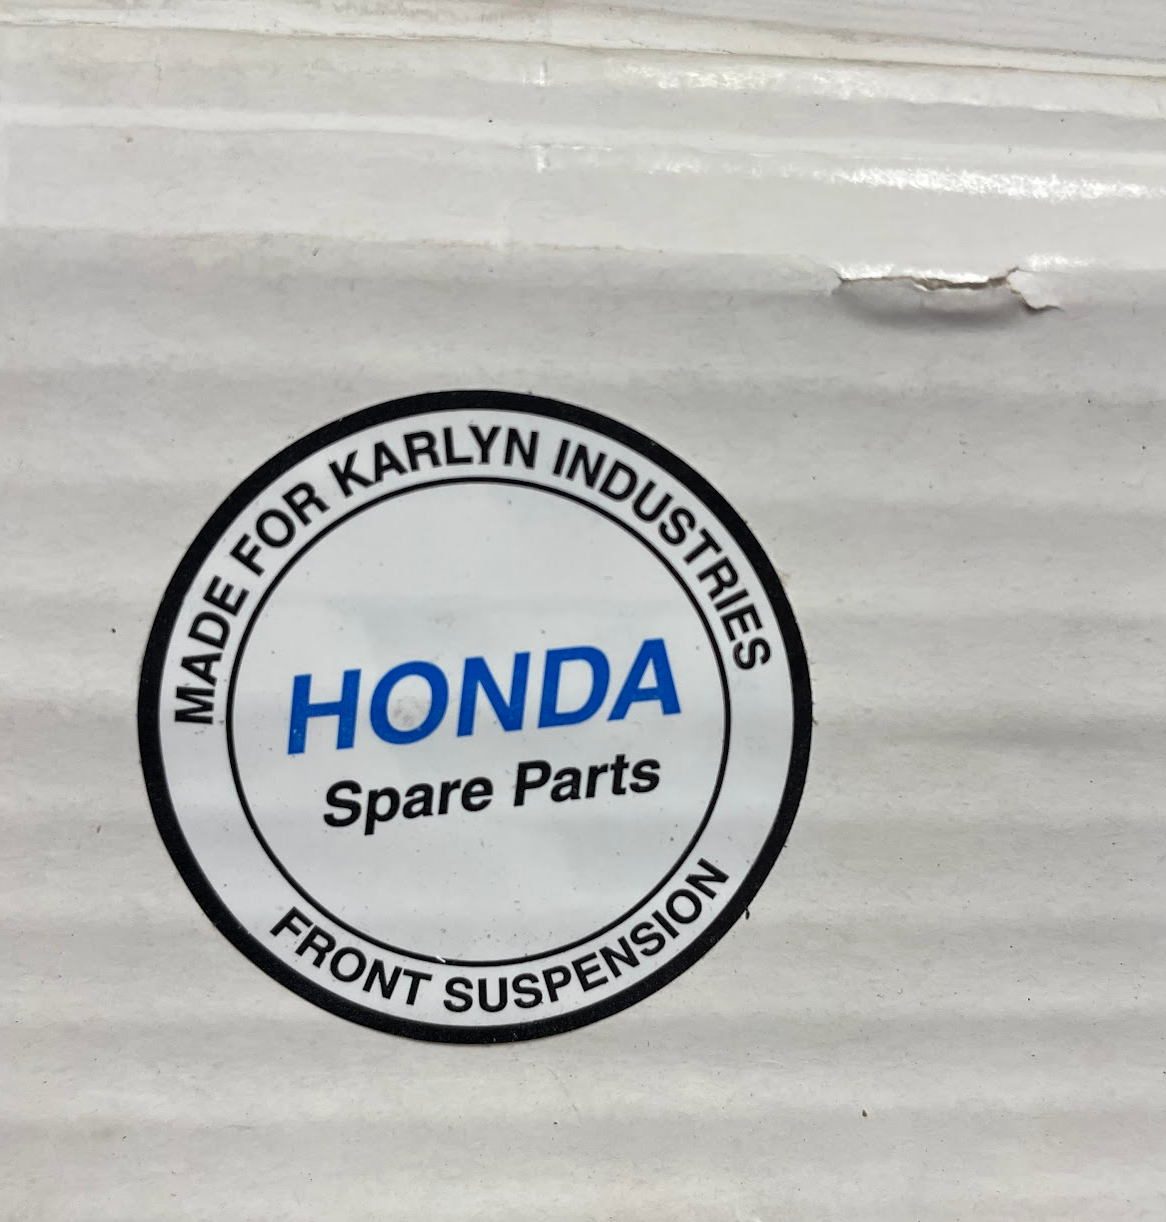 MADE FOR KARLYN INDUSTRIES
HONDA
Spare Parts
FRONT SUSPENSION